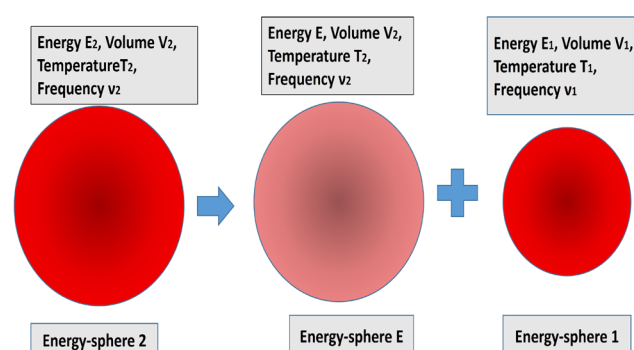 Energy E₂, Volume V₂,
TemperatureT₂,
Frequency ν₂
Energy E, Volume V₂,
Temperature T₂,
Frequency ν₂
Energy E₁, Volume V₁,
Temperature T₁,
Frequency ν₁
Energy-sphere 2
Energy-sphere E
Energy-sphere 1